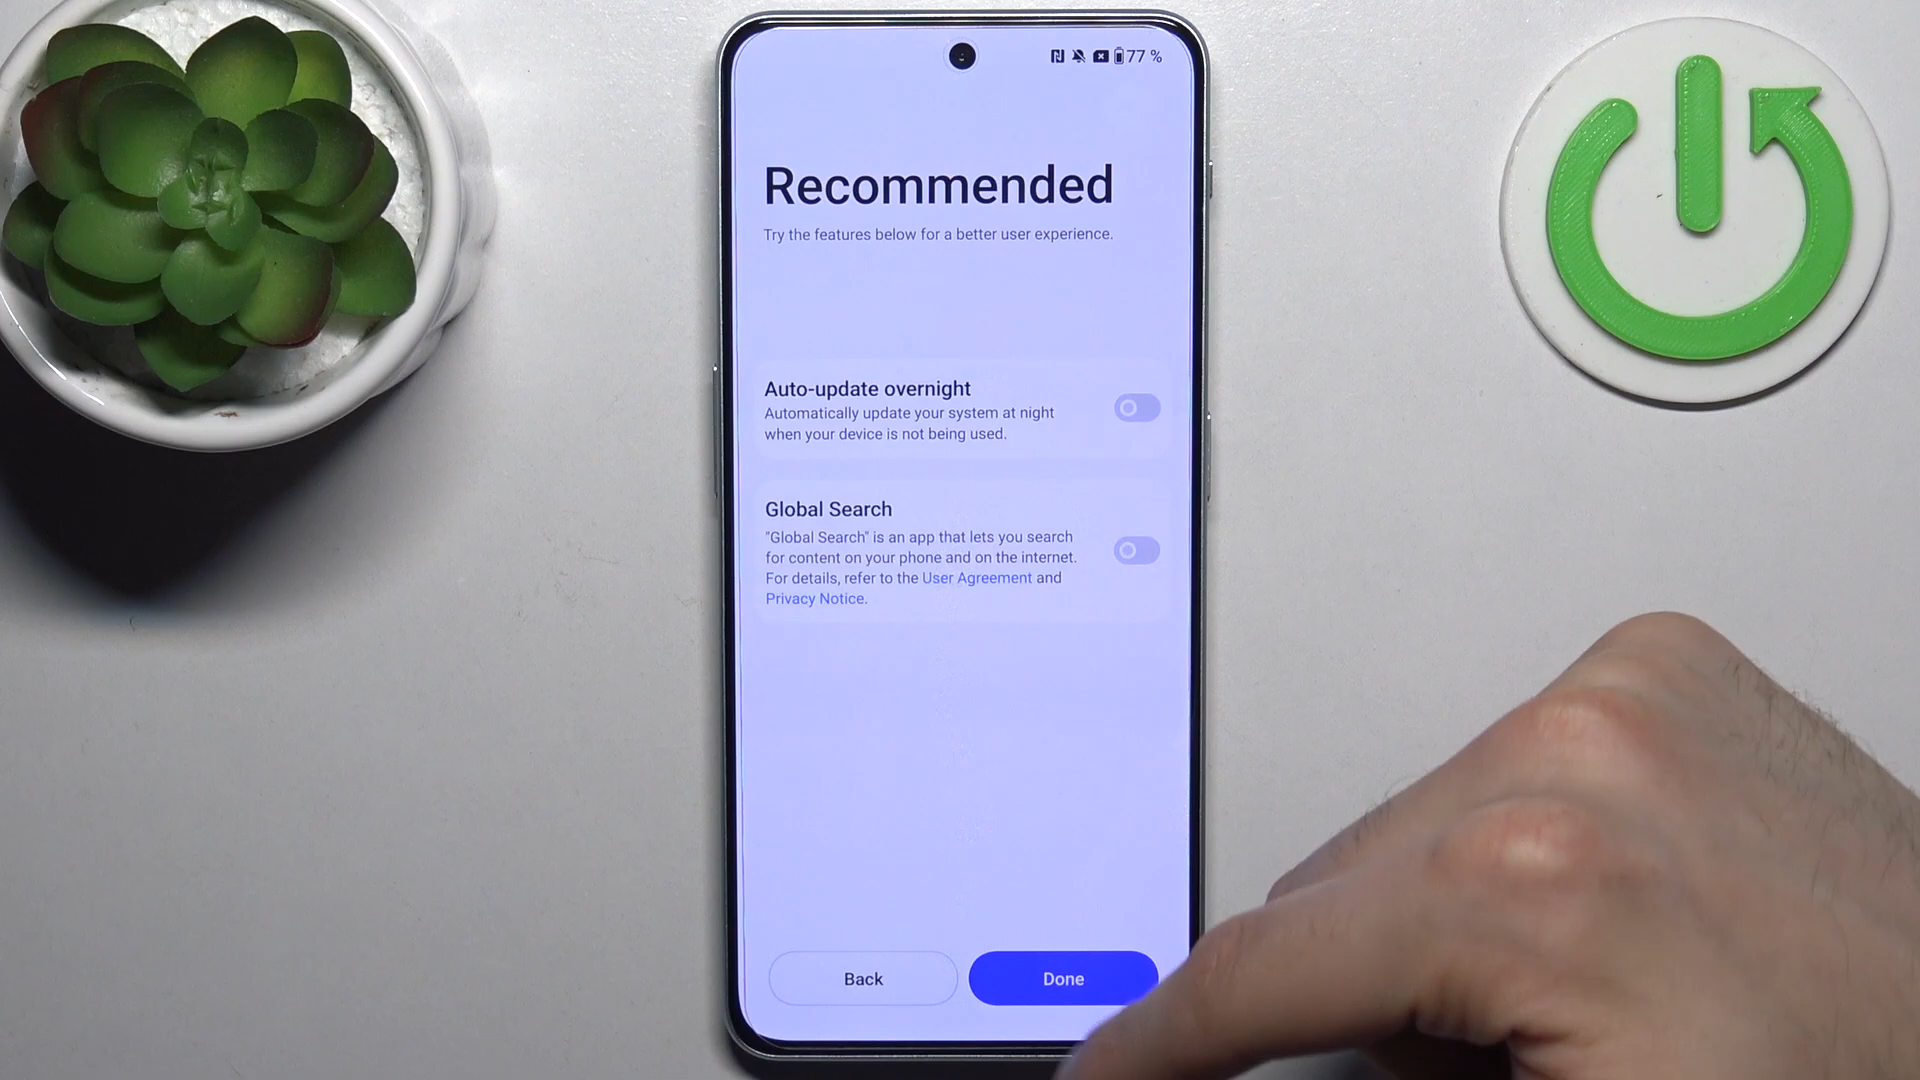 77 %
Recommended
Try the features below for a better user experience.
Auto-update overnight
Automatically update your system at night
when your device is not being used.
Global Search
"Global Search" is an app that lets you search
for content on your phone and on the internet.
For details, refer to the User Agreement and
Privacy Notice.
Back
Done